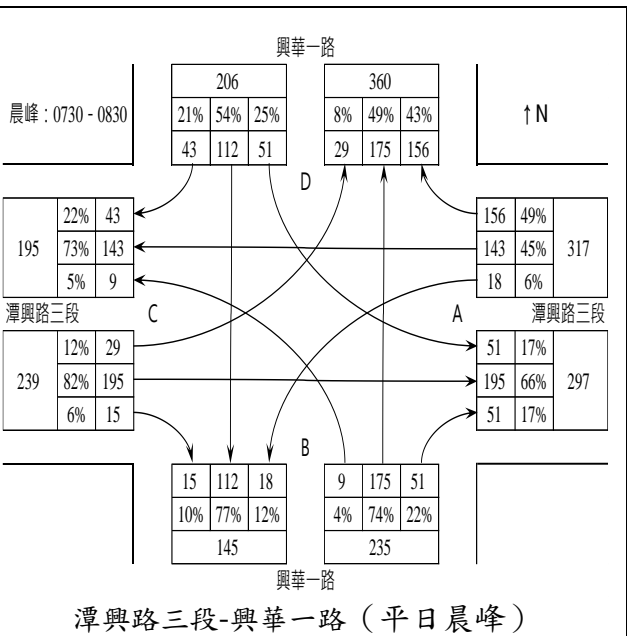 興華一路
206 360
晨峰:0730-0830 21% 54% 25% 8% 49% 43% ↑N
43 112 51 29 175 156
D
22% 43 156 49%
195 73% 143 143 45% 317
5% 9 18 6%
潭興路三段 C A 潭興路三段
12% 29 51 17%
239 82% 195 195 66% 297
6% 15 51 17%
B
15 112 18 9 175 51
10% 77% 12% 4% 74% 22%
145 235
興華一路
潭興路三段-興華一路(平日晨峰)